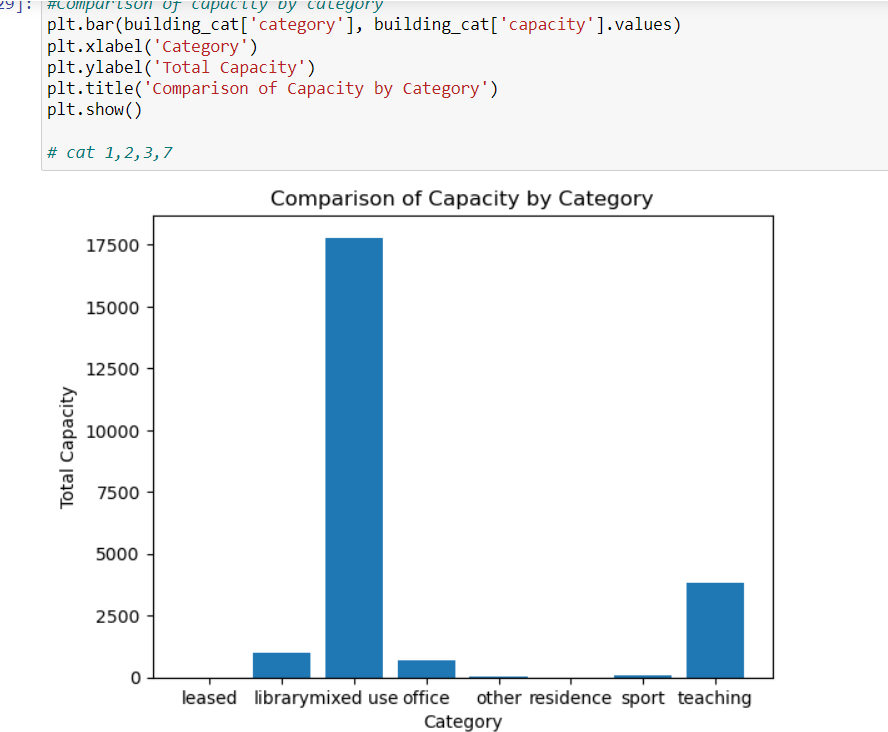 29]: #Comparison of capacity by category
plt.bar(building_cat['category'], building_cat['capacity'].values)
plt.xlabel('Category')
plt.ylabel('Total Capacity')
plt.title('Comparison of Capacity by Category')
plt.show()
# cat 1,2,3,7
Comparison of Capacity by Category
17500
15000
12500
10000
7500
5000
2500
0
Total Capacity
leased library mixed use office other residence sport teaching
Category